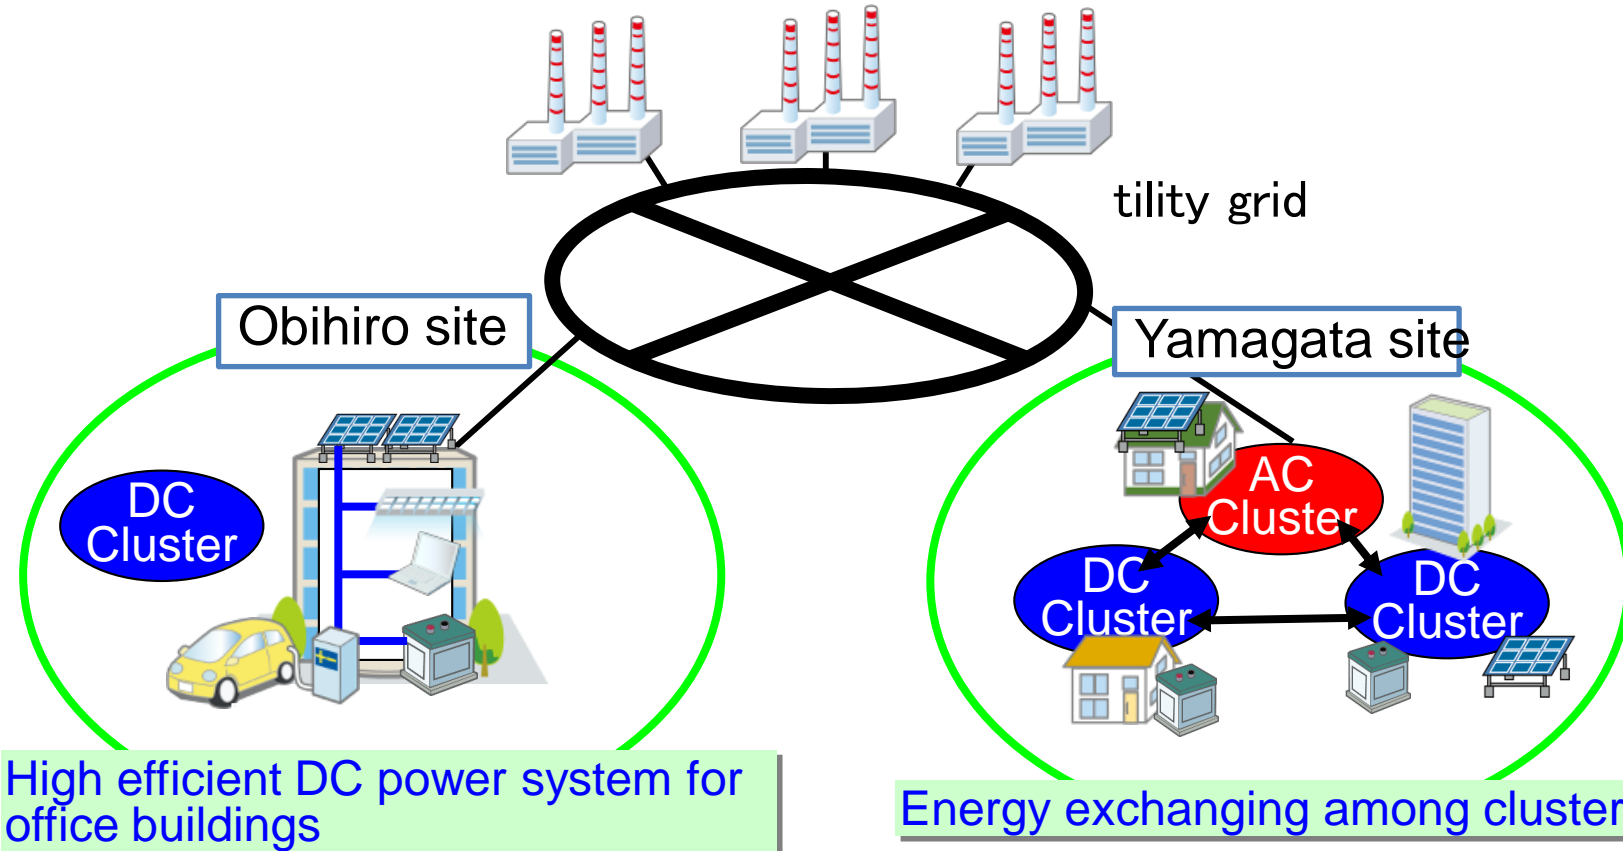 tility grid
Obihiro site
Yamagata site
DC
Cluster
AC
Cluster
DC
Cluster
DC
Cluster
High efficient DC power system for
office buildings
Energy exchanging among cluster